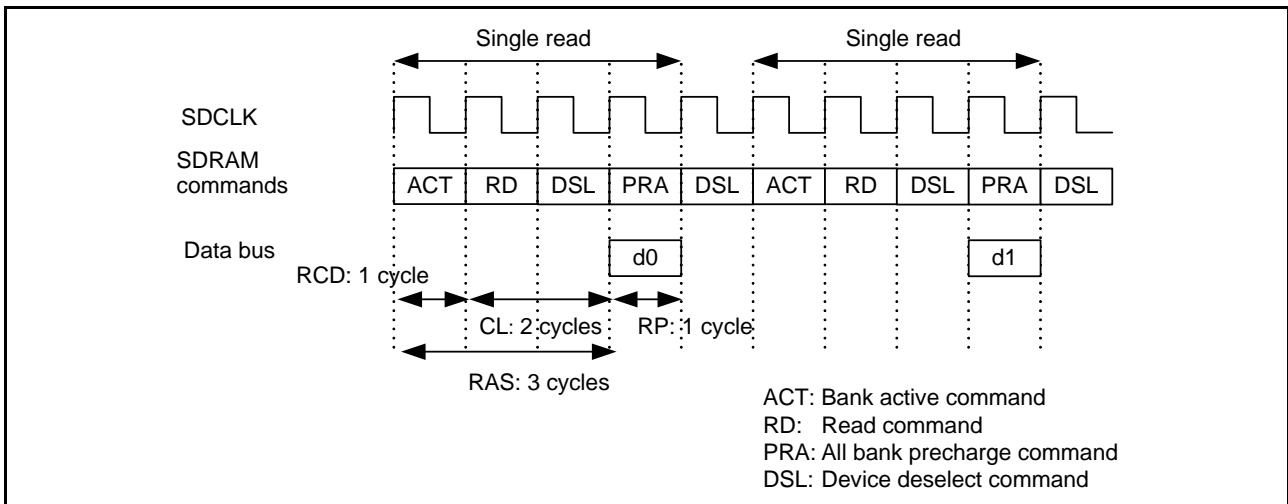 Single read Single read
SDCLK
SDRAM
commands
ACT RD DSL PRA DSL ACT RD DSL PRA DSL
Data bus
d0 d1
RCD: 1 cycle
CL: 2 cycles RP: 1 cycle
RAS: 3 cycles
ACT: Bank active command
RD: Read command
PRA: All bank precharge command
DSL: Device deselect command